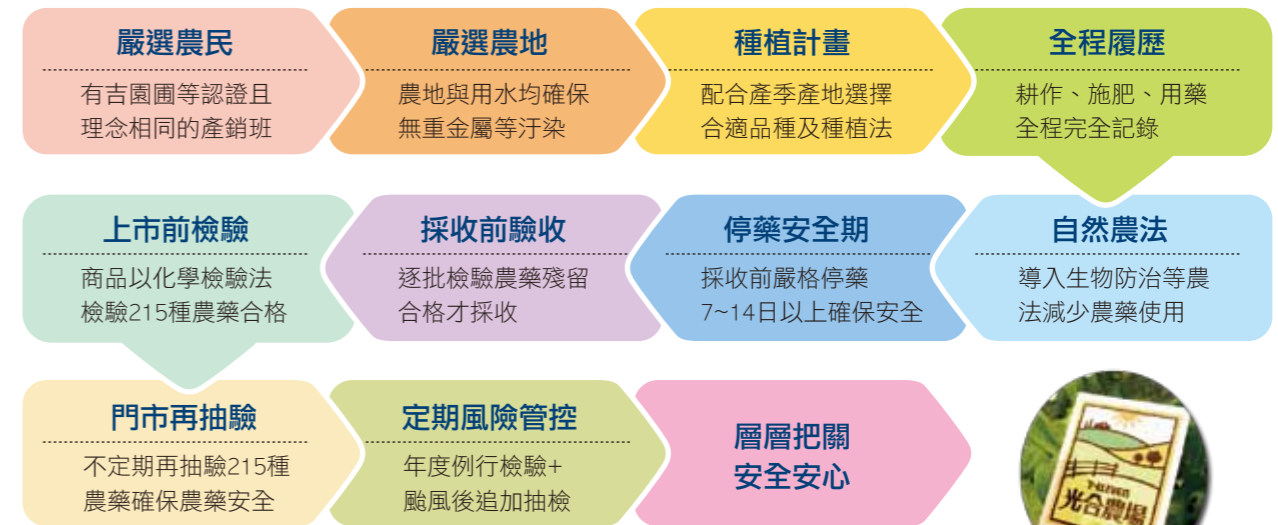 嚴選農民
有吉園圃等認證且
理念相同的產銷班
嚴選農地
農地與用水均確保
無重金屬等汙染
種植計畫
配合產季產地選擇
合適品種及種植法
全程履歷
耕作、施肥、用藥
全程完全記錄
自然農法
導入生物防治等農
法減少農藥使用
停藥安全期
採收前嚴格停藥
7~14日以上確保安全
採收前驗收
逐批檢驗農藥殘留
合格才採收
上市前檢驗
商品以化學檢驗法
檢驗215種農藥合格
門市再抽驗
不定期再抽驗215種
農藥確保農藥安全
定期風險管控
年度例行檢驗+
颱風後追加抽檢
層層把關
安全安心
7-ELEVEN
光合農場